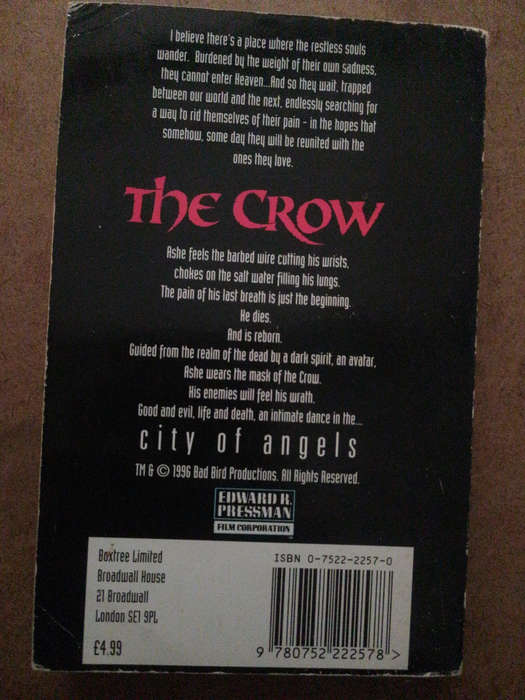 I believe there's a place where the restless souls
wander. Burdened by the weight of their own sadness,
they cannot enter Heaven...And so they wait, trapped
between our world and the next, endlessly searching for
a way to rid themselves of their pain - in the hopes that
somehow, some day they will be reunited with the
ones they love.
THE CROW
Ashe feels the barbed wire cutting his wrists,
chokes on the salt water filling his lungs.
The pain of his last breath is just the beginning.
He dies.
And is reborn.
Guided from the realm of the dead by a dark spirit, an avatar,
Ashe wears the mask of the Crow.
His enemies will feel his wrath.
Good and evil, life and death, an intimate dance in the...
city of angels
TM & © 1996 Bad Bird Productions. All Rights Reserved.
EDWARD R.
PRESSMAN
FILM CORPORATION
Boxtree Limited
Broadwall House
21 Broadwall
London SE1 9PL
£4.99
ISBN 0-7522-2257-0
9 780752 222578 >